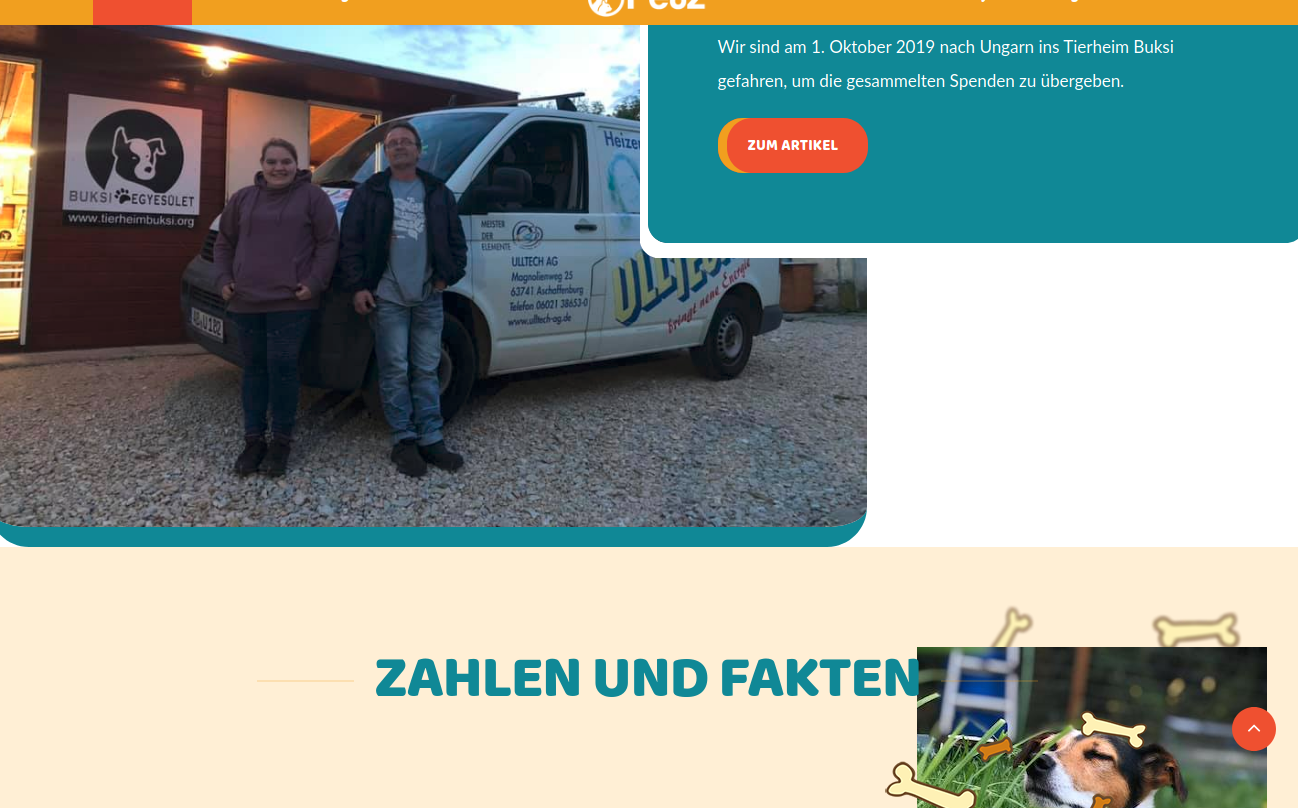 Wir sind am 1. Oktober 2019 nach Ungarn ins Tierheim Buksi
gefahren, um die gesammelten Spenden zu übergeben.
ZUM ARTIKEL
BUKSI EGYESÜLET
www.tierheimbuksi.org
MEISTER
DER
ELEMENTE
ULLTECH AG
Magnolienweg 25
63741 Aschaffenburg
Telefon 06021 38653-0
www.ulltech-ag.de
bringt neue Energie
ZAHLEN UND FAKTEN